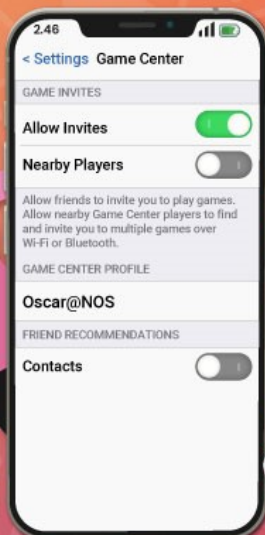 2.46
< Settings Game Center
GAME INVITES
Allow Invites
Nearby Players
Allow friends to invite you to play games.
Allow nearby Game Center players to find
and invite you to multiple games over
Wi-Fi or Bluetooth.
GAME CENTER PROFILE
Oscar@NOS
FRIEND RECOMMENDATIONS
Contacts